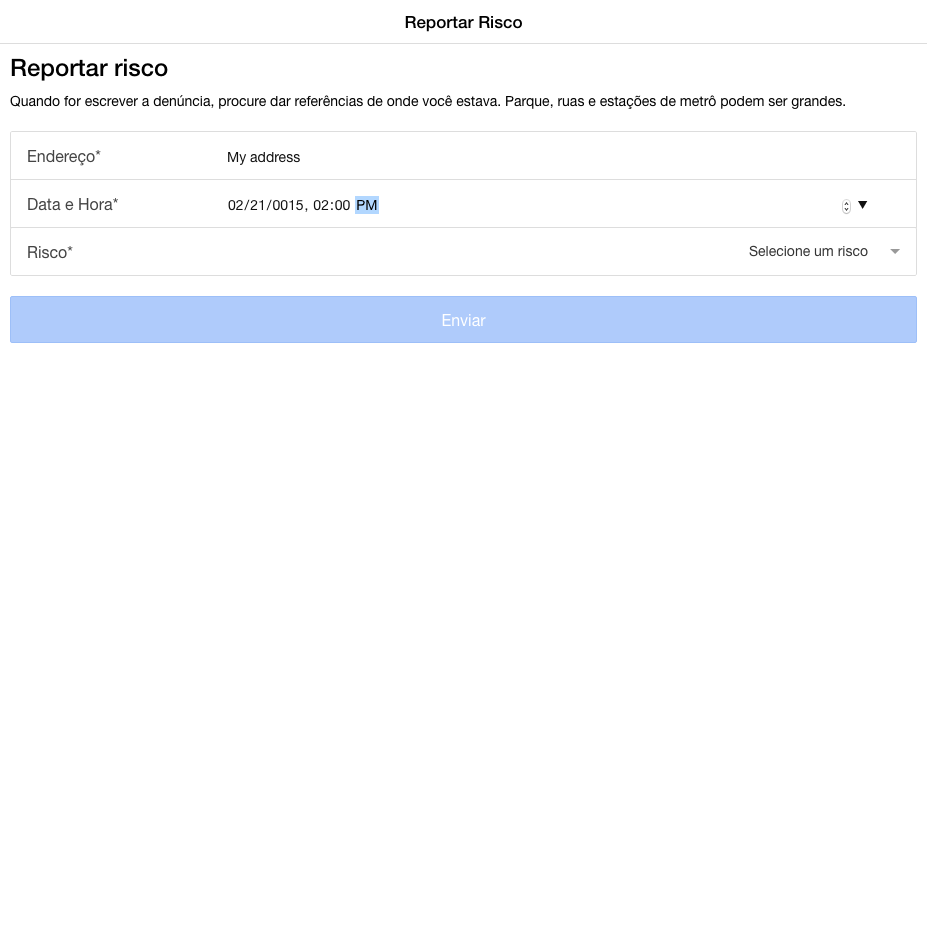 Reportar Risco
Reportar risco
Quando for escrever a denúncia, procure dar referências de onde você estava. Parque, ruas e estações de metrô podem ser grandes.
Endereço* My address
Data e Hora* 02/21/0015, 02:00 PM
Risco* Selecione um risco
Enviar